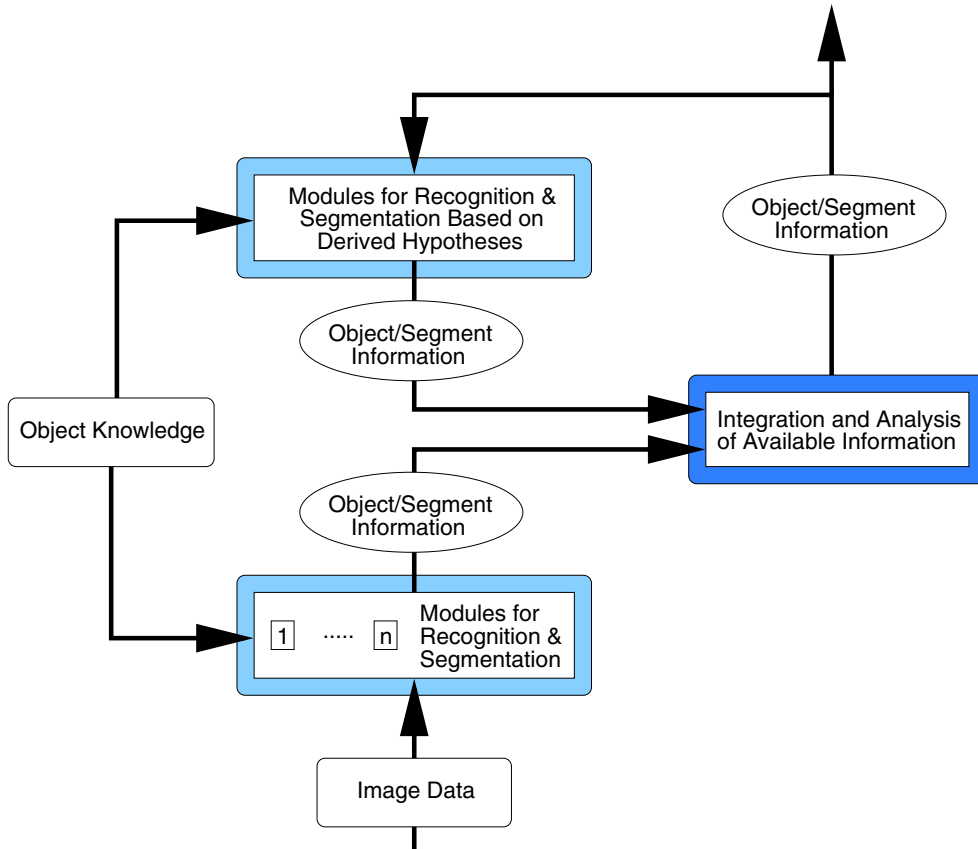 Modules for Recognition &
Segmentation Based on
Derived Hypotheses
Object/Segment
Information
Object/Segment
Information
Object Knowledge
Integration and Analysis
of Available Information
Object/Segment
Information
1 ..... n
Modules for
Recognition &
Segmentation
Image Data